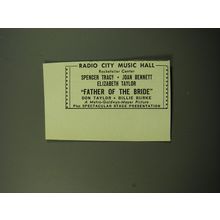 RADIO CITY MUSIC HALL
Rockefeller Center
SPENCER TRACY • JOAN BENNETT
ELIZABETH TAYLOR
"FATHER OF THE BRIDE"
DON TAYLOR • BILLIE BURKE
A Metro-Goldwyn-Mayer Picture
Plus SPECTACULAR STAGE PRESENTATION